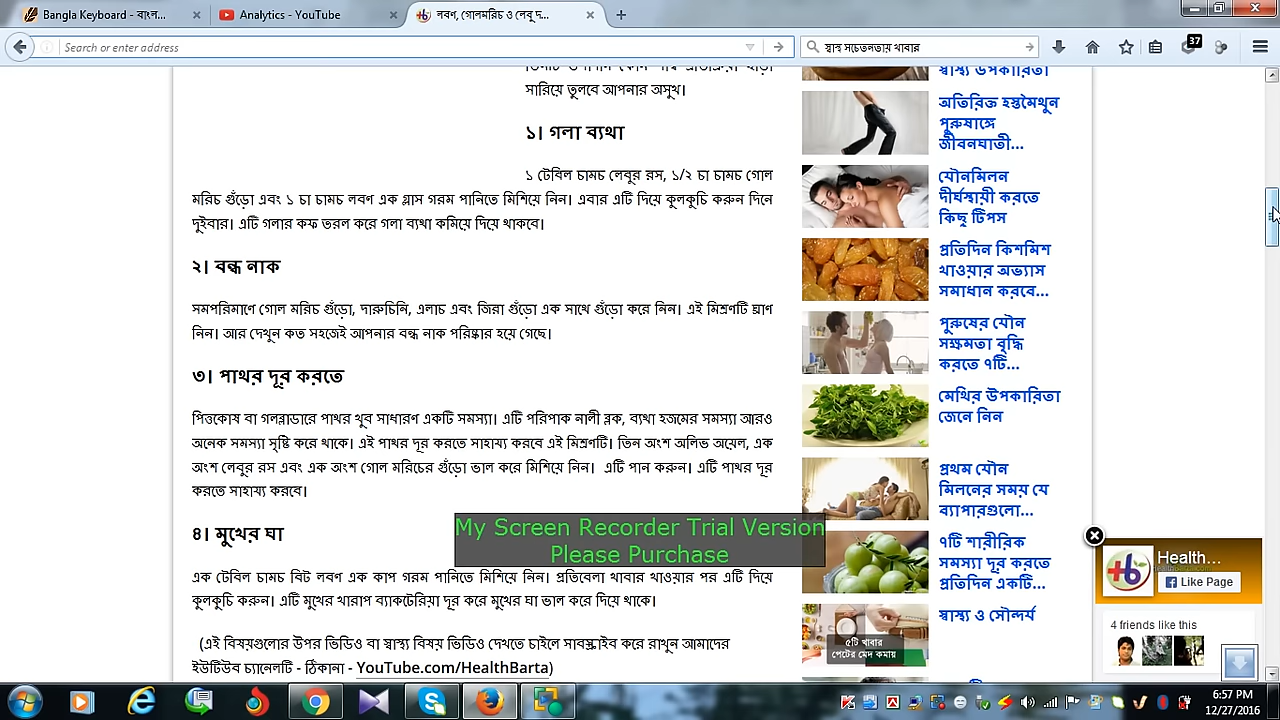 Bangla Keyboard - বাংল...
Analytics - YouTube
লবণ, গোলমরিচ ও লেবু দ...
Search or enter address
স্বাস্থ সচেতলতায় খাবার
37
সারিয়ে তুলবে আপনার অসুখ।
১। গলা ব্যথা
১ টেবিল চামচ লেবুর রস, ১/২ চা চামচ গোল
মরিচ গুঁড়ো এবং ১ চা চামচ লবণ এক গ্লাস গরম পানিতে মিশিয়ে নিন। এবার এটি দিয়ে কুলকুচি করুন দিনে
দুইবার। এটি গলার কফ তরল করে গলা ব্যথা কমিয়ে দিয়ে থাকবে।
২। বন্ধ নাক
সমপরিমাণে গোল মরিচ গুঁড়ো, দারুচিনি, এলাচ এবং জিরা গুঁড়ো এক সাথে গুঁড়ো করে নিন। এই মিশ্রণটি ঘ্রাণ
নিন। আর দেখুন কত সহজেই আপনার বন্ধ নাক পরিষ্কার হয়ে গেছে।
৩। পাথর দূর করতে
পিত্তকোষ বা গলব্লাডারে পাথর খুব সাধারণ একটি সমস্যা। এটি পরিপাক নালী ব্লক, ব্যথা হজমের সমস্যা আরও
অনেক সমস্যা সৃষ্টি করে থাকে। এই পাথর দূর করতে সাহায্য করবে এই মিশ্রণটি। তিন অংশ অলিভ অয়েল, এক
অংশ লেবুর রস এবং এক অংশ গোল মরিচের গুঁড়ো ভাল করে মিশিয়ে নিন। এটি পান করুন। এটি পাথর দূর
করতে সাহায্য করবে।
৪। মুখের ঘা
এক টেবিল চামচ বিট লবণ এক কাপ গরম পানিতে মিশিয়ে নিন। প্রতিবেলা খাবার খাওয়ার পর এটি দিয়ে
কুলকুচি করুন। এটি মুখের খারাপ ব্যাকটেরিয়া দূর করে মুখের ঘা ভাল করে দিয়ে থাকে।
(এই বিষয়গুলোর উপর ভিডিও বা স্বাস্থ্য বিষয় ভিডিও দেখতে চাইলে সাবস্ক্রাইব করে রাখুন আমাদের
ইউটিউব চ্যানেলটি - ঠিকানা - YouTube.com/HealthBarta)
স্বাস্থ্য উপকারিতা
অতিরিক্ত হস্তমৈথুন
পুরুষাঙ্গে
জীবনঘাতী...
যৌনমিলন
দীর্ঘস্থায়ী করতে
কিছু টিপস
প্রতিদিন কিশমিশ
খাওয়ার অভ্যাস
সমাধান করবে...
পুরুষের যৌন
সক্ষমতা বৃদ্ধি
করতে ৭টি...
মেথির উপকারিতা
জেনে নিন
প্রথম যৌন
মিলনের সময় যে
ব্যাপারগুলো...
৭টি শারীরিক
সমস্যা দূর করতে
প্রতিদিন একটি...
স্বাস্থ্য ও সৌন্দর্য
৫টি খাবার
পেটের মেদ কমায়
My Screen Recorder Trial Version
Please Purchase
Health...
Like Page
4 friends like this
6:57 PM
12/27/2016